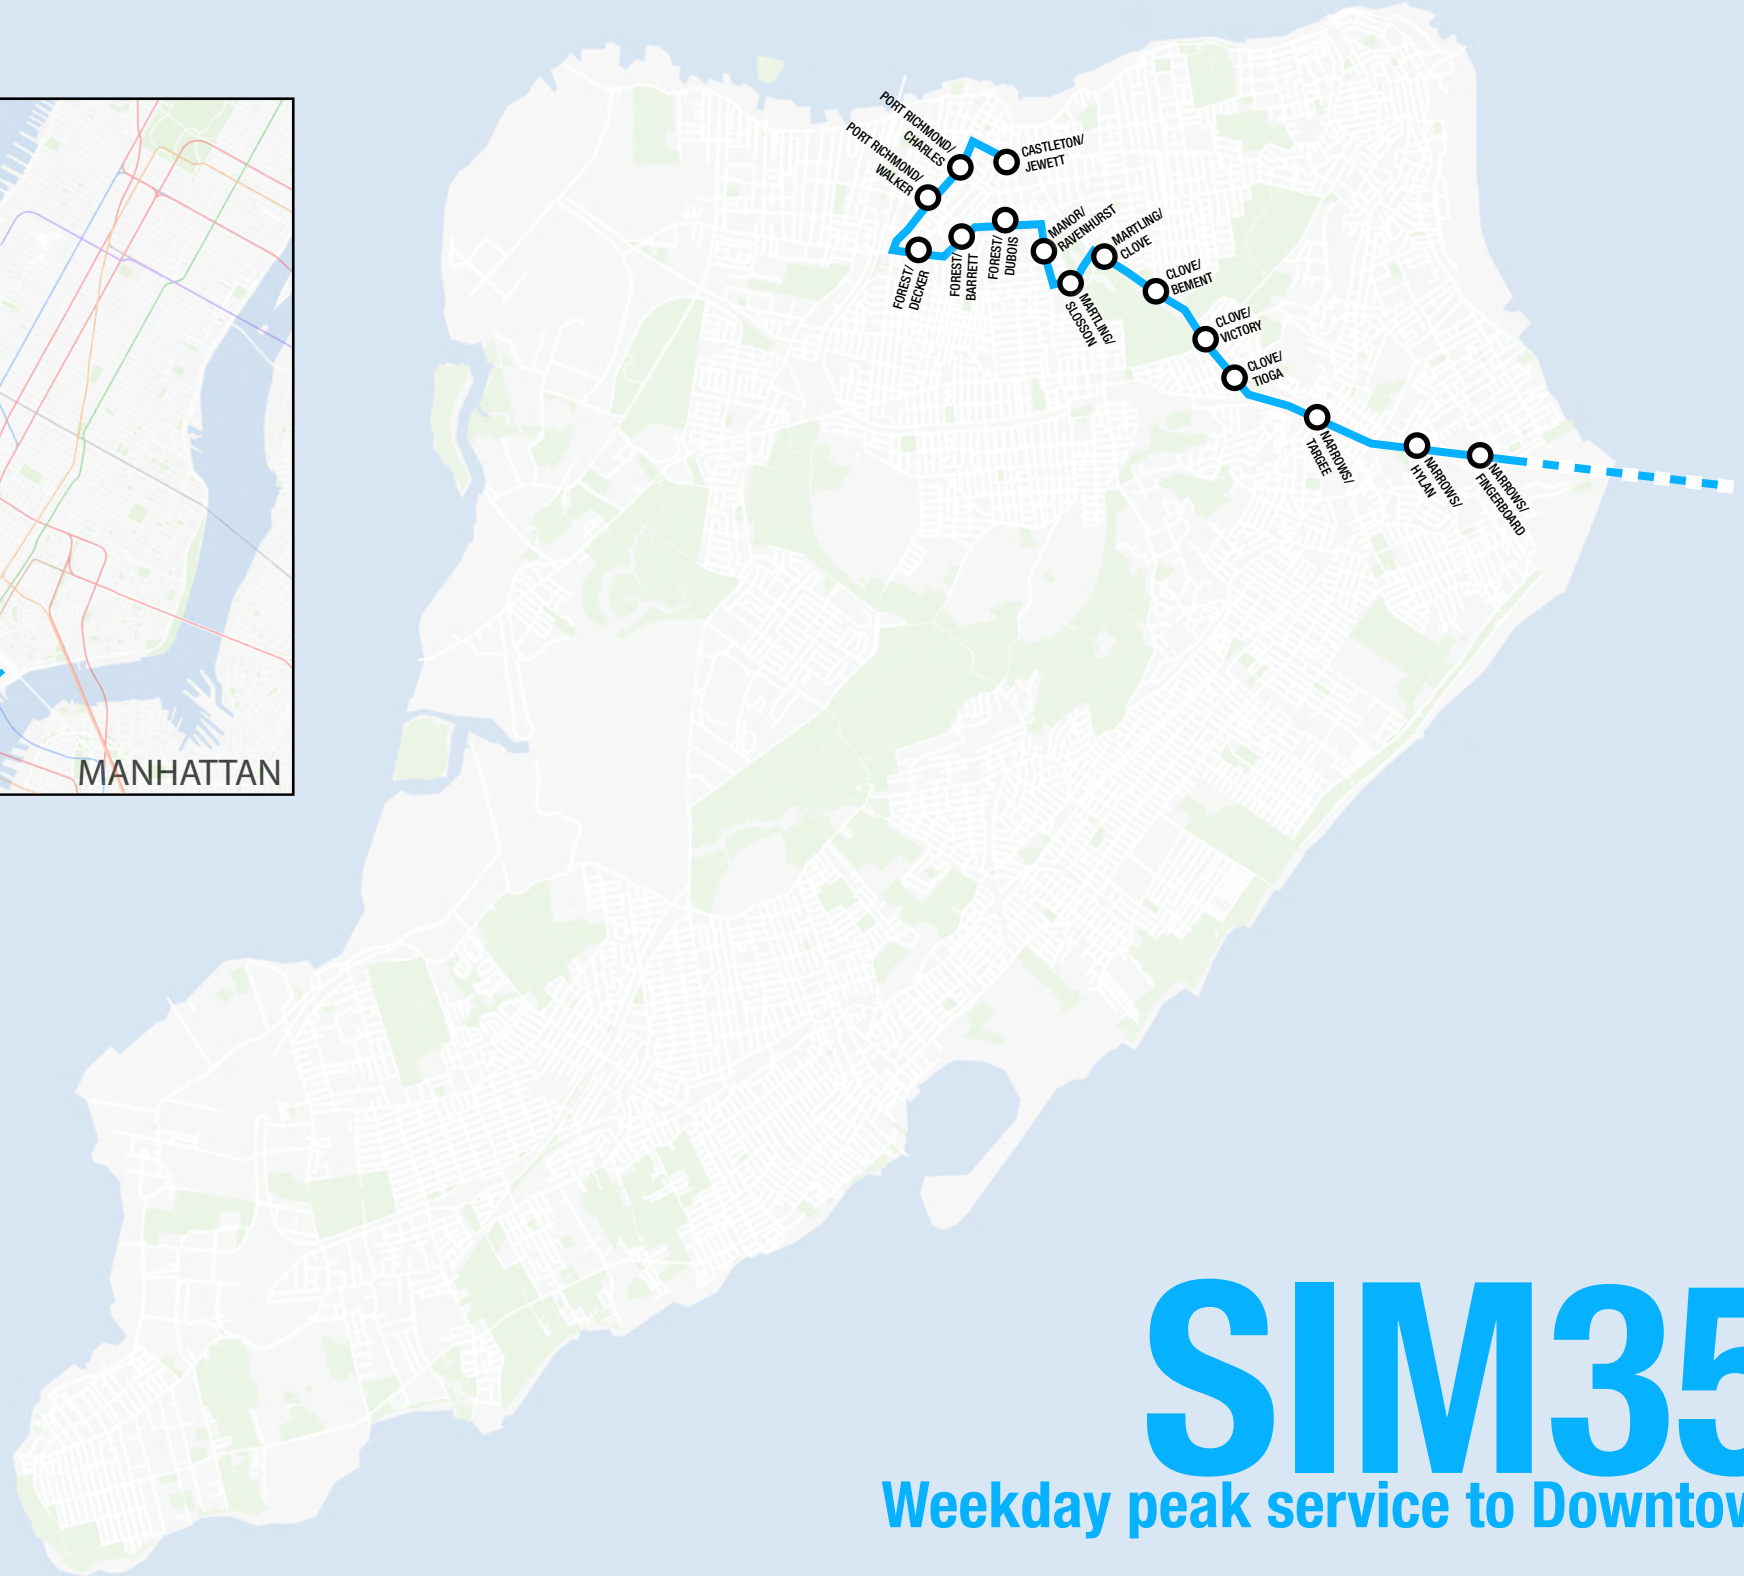 PORT RICHMOND/
CHARLES
CASTLETON/
JEWETT
PORT RICHMOND/
WALKER
FOREST/
DECKER
FOREST/
BARRETT
FOREST/
DUBOIS
MANOR/
RAVENHURST
MARTLING/
SLOSSON
MARTLING/
CLOVE
CLOVE/
BEMENT
CLOVE/
VICTORY
CLOVE/
TIOGA
NARROWS/
TARGEE
NARROWS/
HYLAN
NARROWS/
FINGERBOARD
MANHATTAN
SIM35
Weekday peak service to Downtow